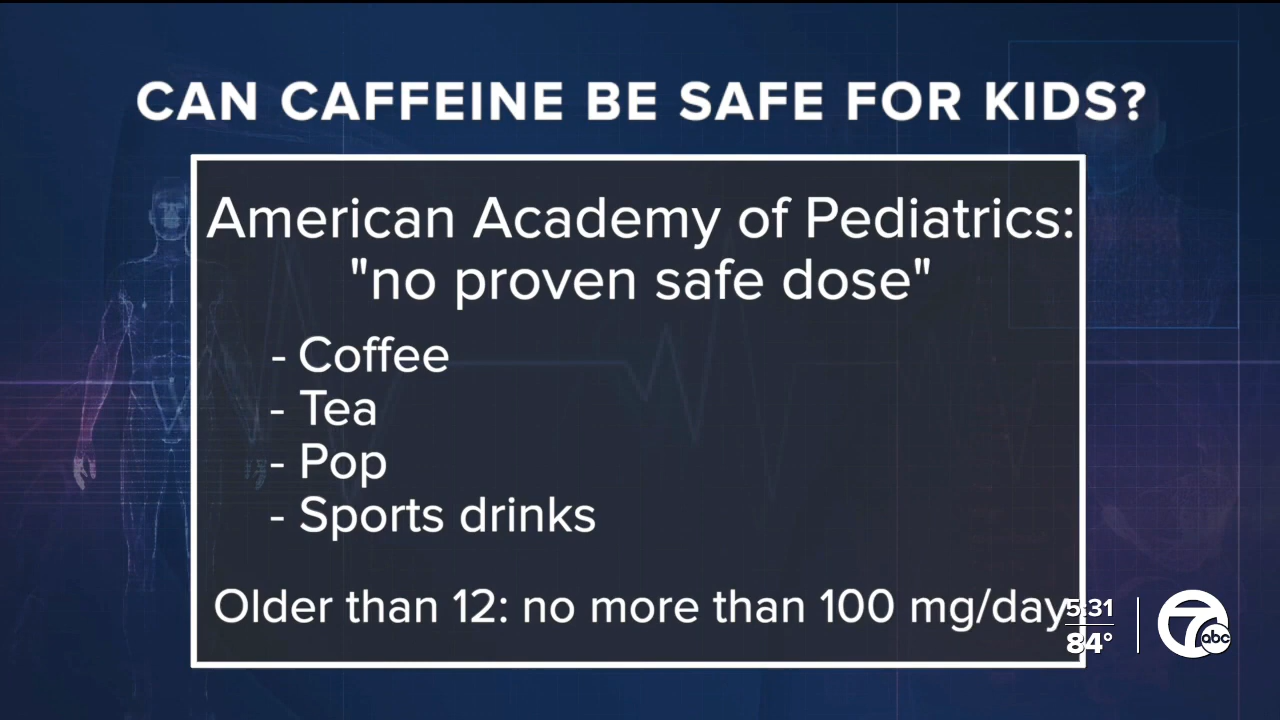 CAN CAFFEINE BE SAFE FOR KIDS?
American Academy of Pediatrics:
"no proven safe dose"
- Coffee
- Tea
- Pop
- Sports drinks
Older than 12: no more than 100 mg/day
5:31
84°
7 abc